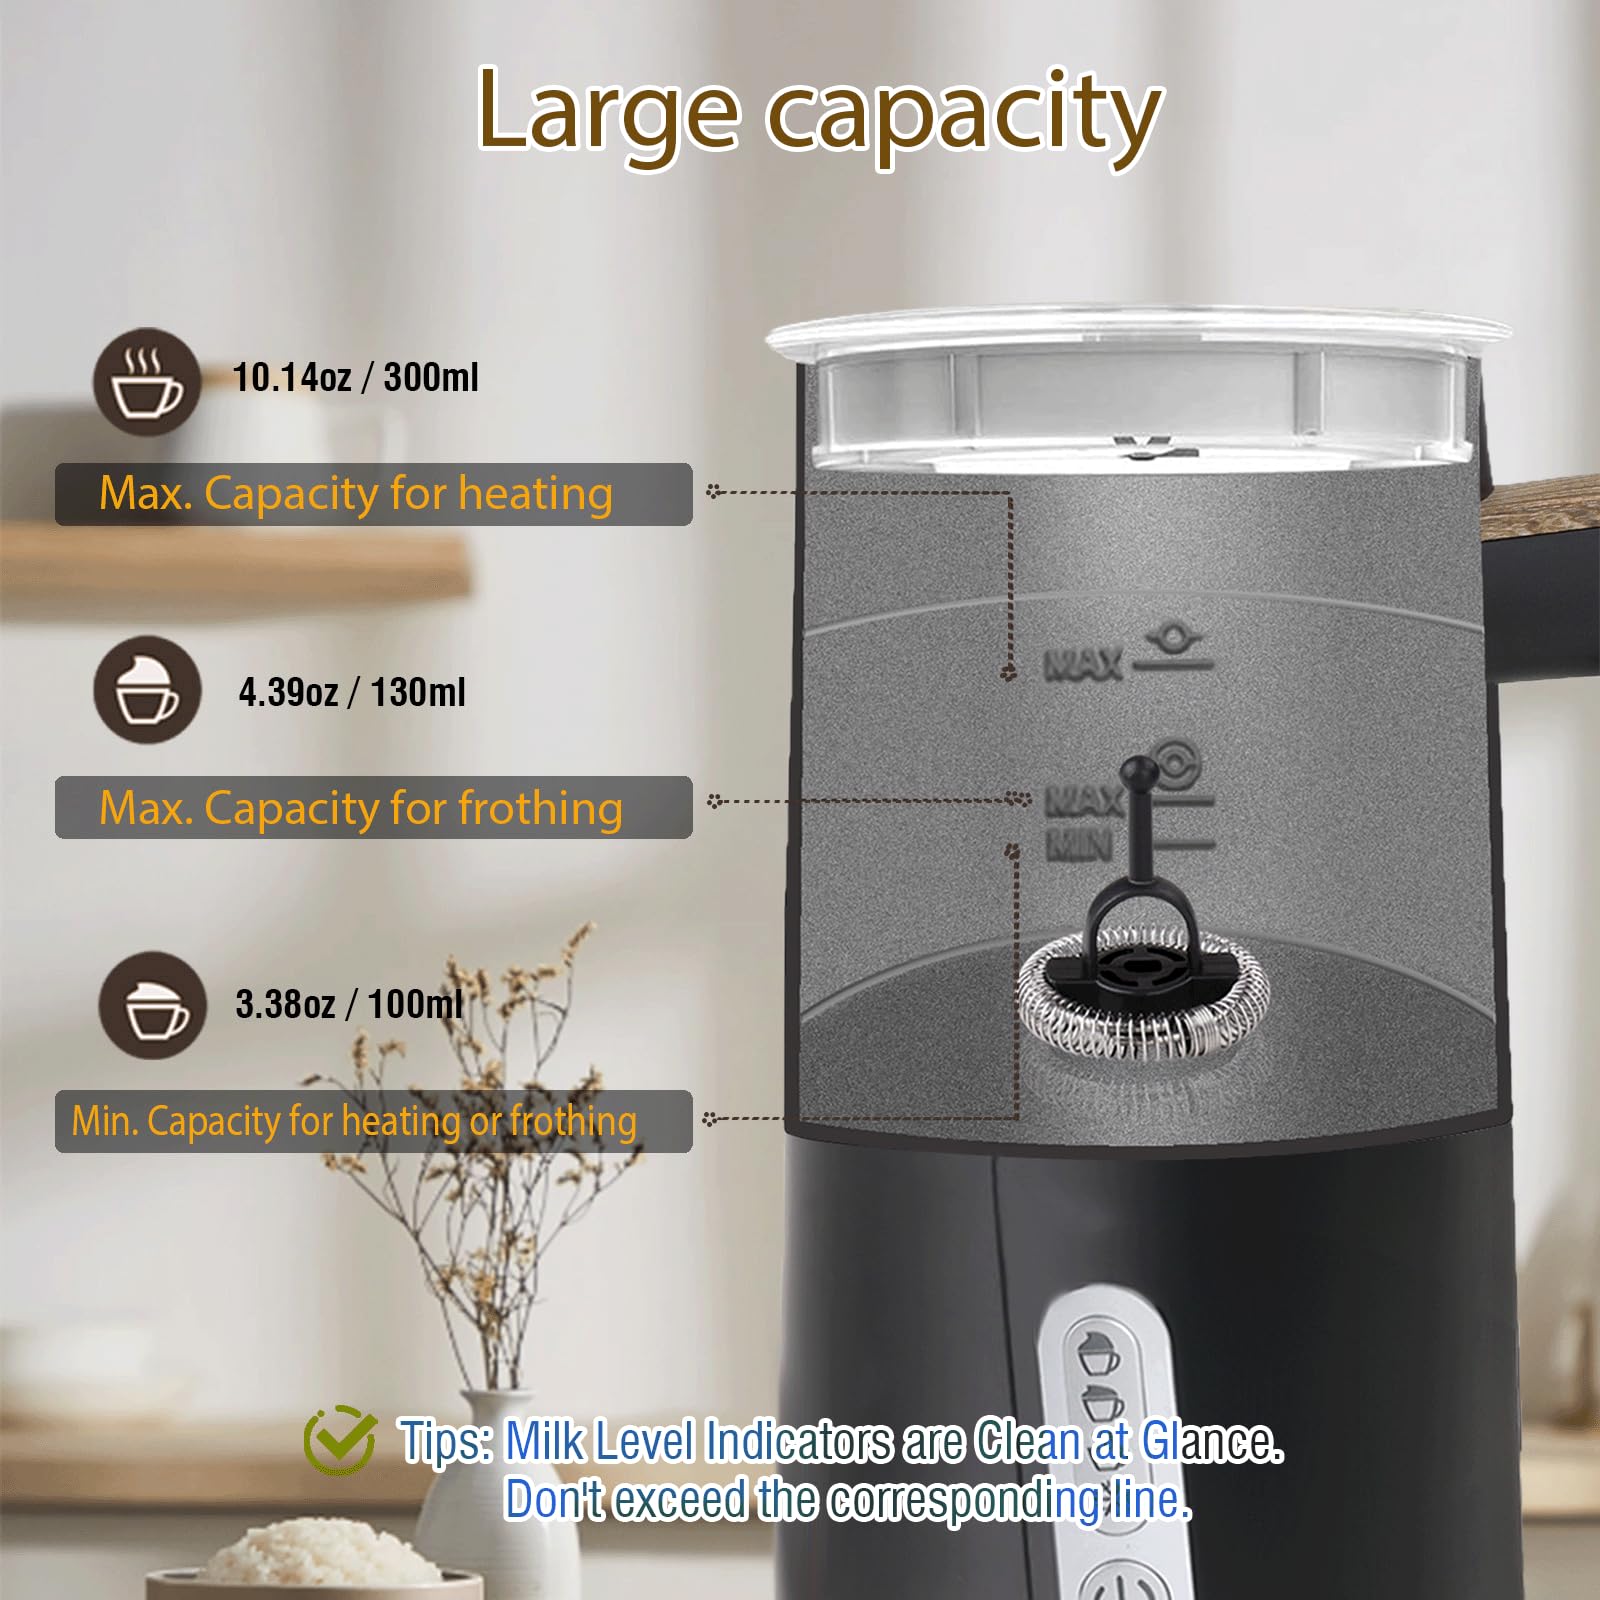 Large capacity
10.14oz / 300ml
Max. Capacity for heating
MAX
4.39oz / 130ml
Max. Capacity for frothing
MAX
MIN
3.38oz / 100ml
Min. Capacity for heating or frothing
Tips: Milk Level Indicators are Clean at Glance.
Don't exceed the corresponding line.